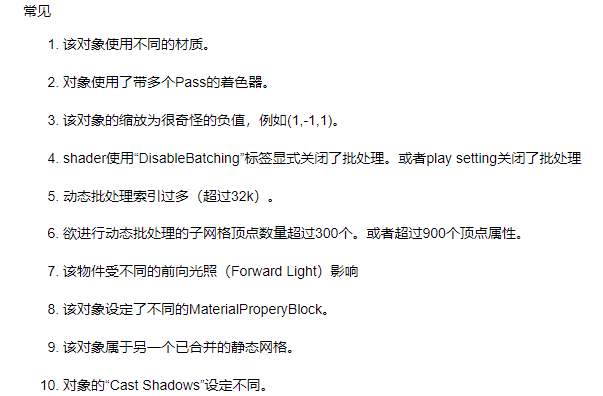 常见
1. 该对象使用不同的材质。
2. 对象使用了带多个Pass的着色器。
3. 该对象的缩放为很奇怪的负值，例如(1,-1,1)。
4. shader使用“DisableBatching”标签显式关闭了批处理。或者play setting关闭了批处理
5. 动态批处理索引过多（超过32k）。
6. 欲进行动态批处理的子网格顶点数量超过300个。或者超过900个顶点属性。
7. 该物件受不同的前向光照（Forward Light）影响
8. 该对象设定了不同的MaterialProperyBlock。
9. 该对象属于另一个已合并的静态网格。
10. 对象的“Cast Shadows”设定不同。